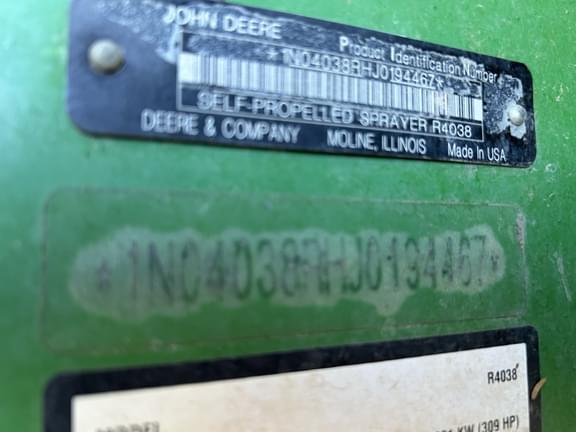 JOHN DEERE
Product Identification Number
*1N04038RHJ0194467*
SELF-PROPELLED SPRAYER R4038
DEERE & COMPANY MOLINE, ILLINOIS Made in USA
*1N04038RHJ0194467*
R4038
KW (309 HP)